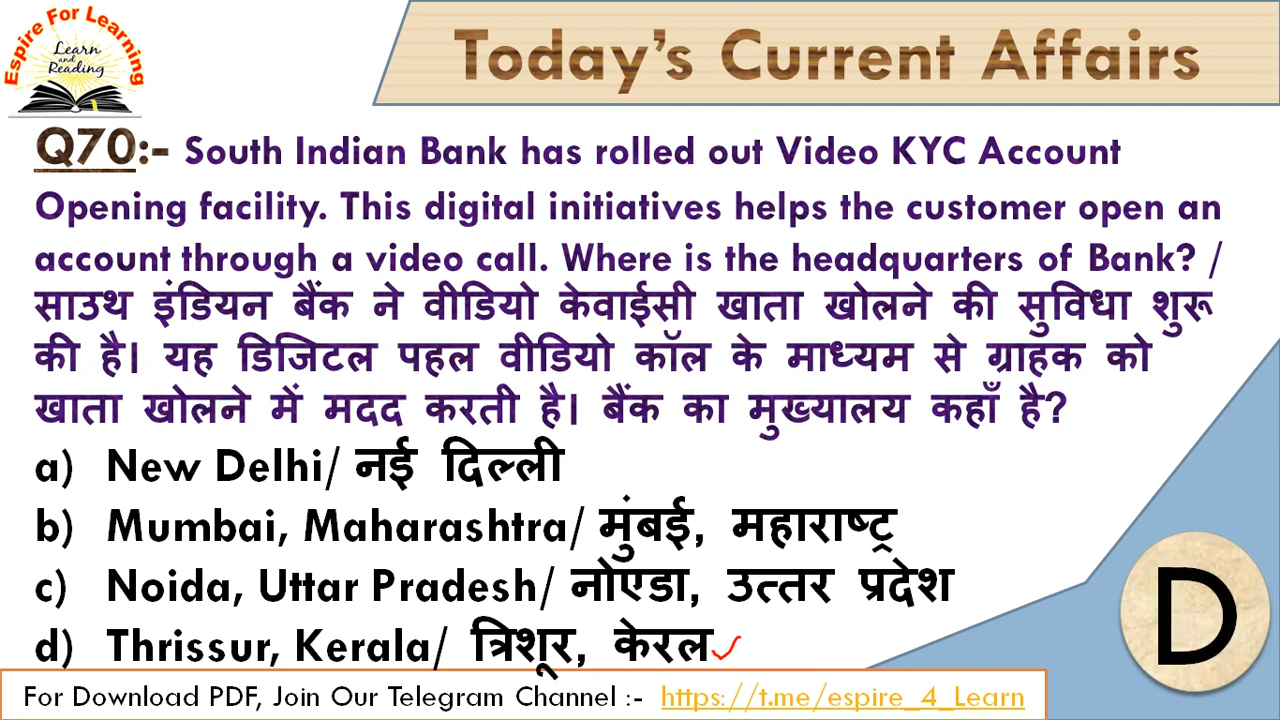 Espire For Learning
Learn
and
Reading
Today's Current Affairs
Q70:- South Indian Bank has rolled out Video KYC Account
Opening facility. This digital initiatives helps the customer open an
account through a video call. Where is the headquarters of Bank? /
साउथ इंडियन बैंक ने वीडियो केवाईसी खाता खोलने की सुविधा शुरू
की है। यह डिजिटल पहल वीडियो कॉल के माध्यम से ग्राहक को
खाता खोलने में मदद करती है। बैंक का मुख्यालय कहाँ है?
a) New Delhi/ नई दिल्ली
b) Mumbai, Maharashtra/ मुंबई, महाराष्ट्र
c) Noida, Uttar Pradesh/ नोएडा, उत्तर प्रदेश
d) Thrissur, Kerala/ त्रिशूर, केरल
D
For Download PDF, Join Our Telegram Channel :- https://t.me/espire_4_Learn